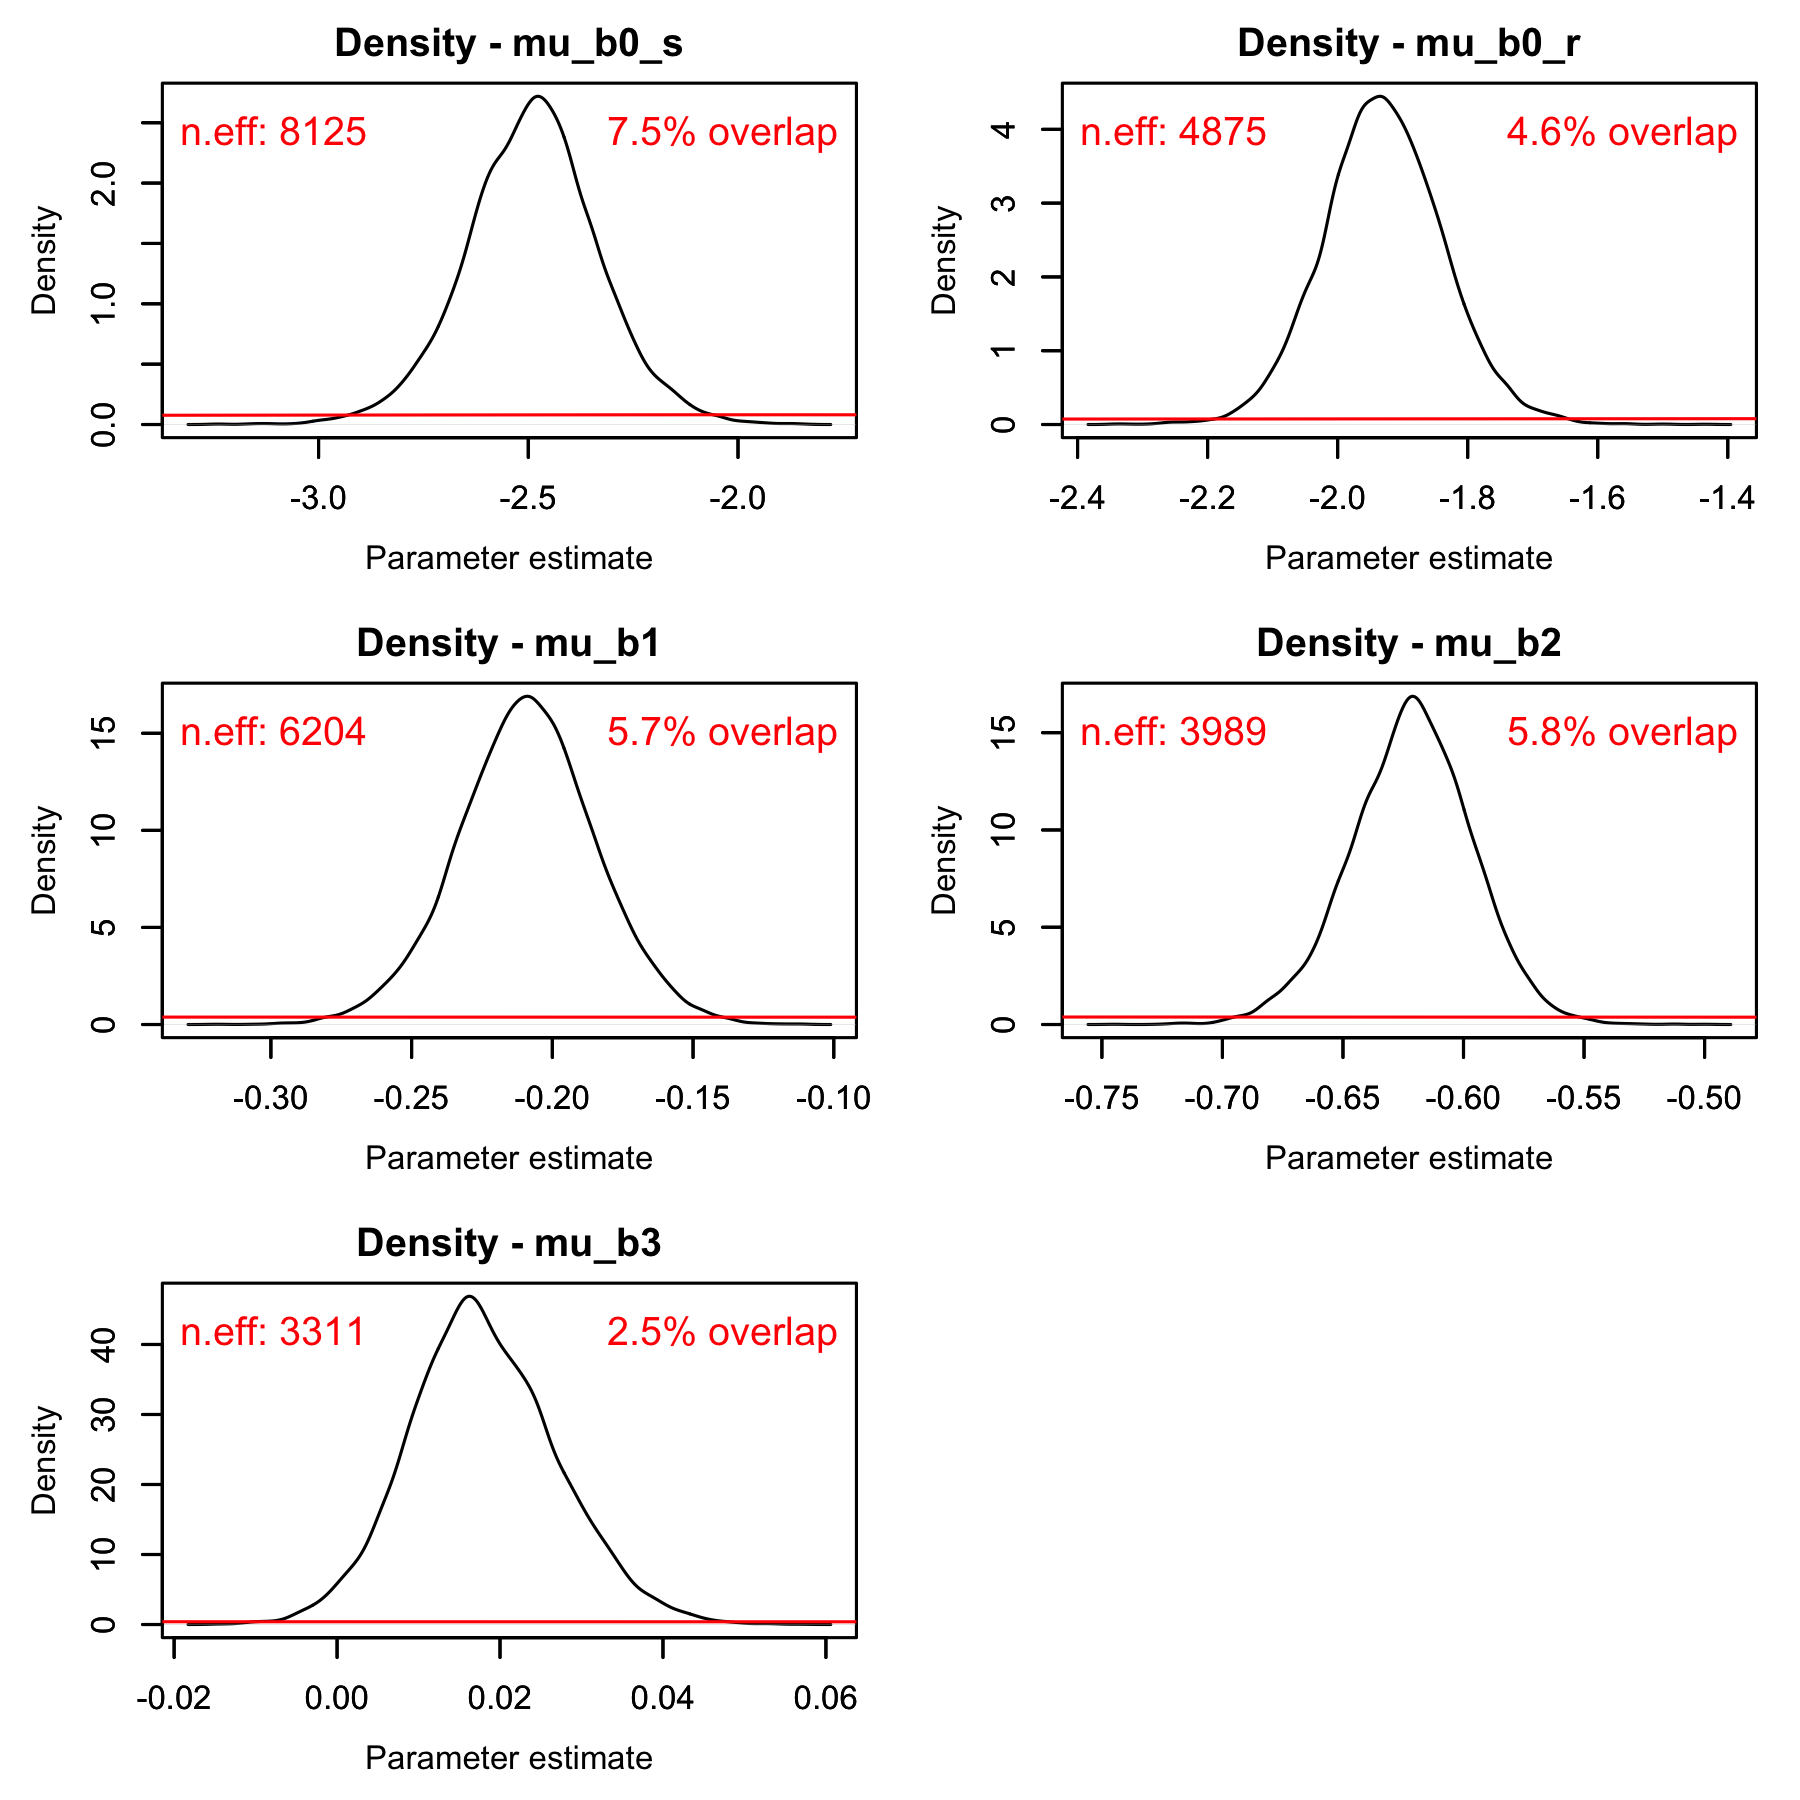 Density - mu_b0_s
n.eff: 8125 7.5% overlap
Density
0.0 1.0 2.0
-3.0 -2.5 -2.0
Parameter estimate
Density - mu_b0_r
n.eff: 4875 4.6% overlap
Density
0 1 2 3 4
-2.4 -2.2 -2.0 -1.8 -1.6 -1.4
Parameter estimate
Density - mu_b1
n.eff: 6204 5.7% overlap
Density
0 5 10 15
-0.30 -0.25 -0.20 -0.15 -0.10
Parameter estimate
Density - mu_b2
n.eff: 3989 5.8% overlap
Density
0 5 10 15
-0.75 -0.70 -0.65 -0.60 -0.55 -0.50
Parameter estimate
Density - mu_b3
n.eff: 3311 2.5% overlap
Density
0 10 20 30 40
-0.02 0.00 0.02 0.04 0.06
Parameter estimate